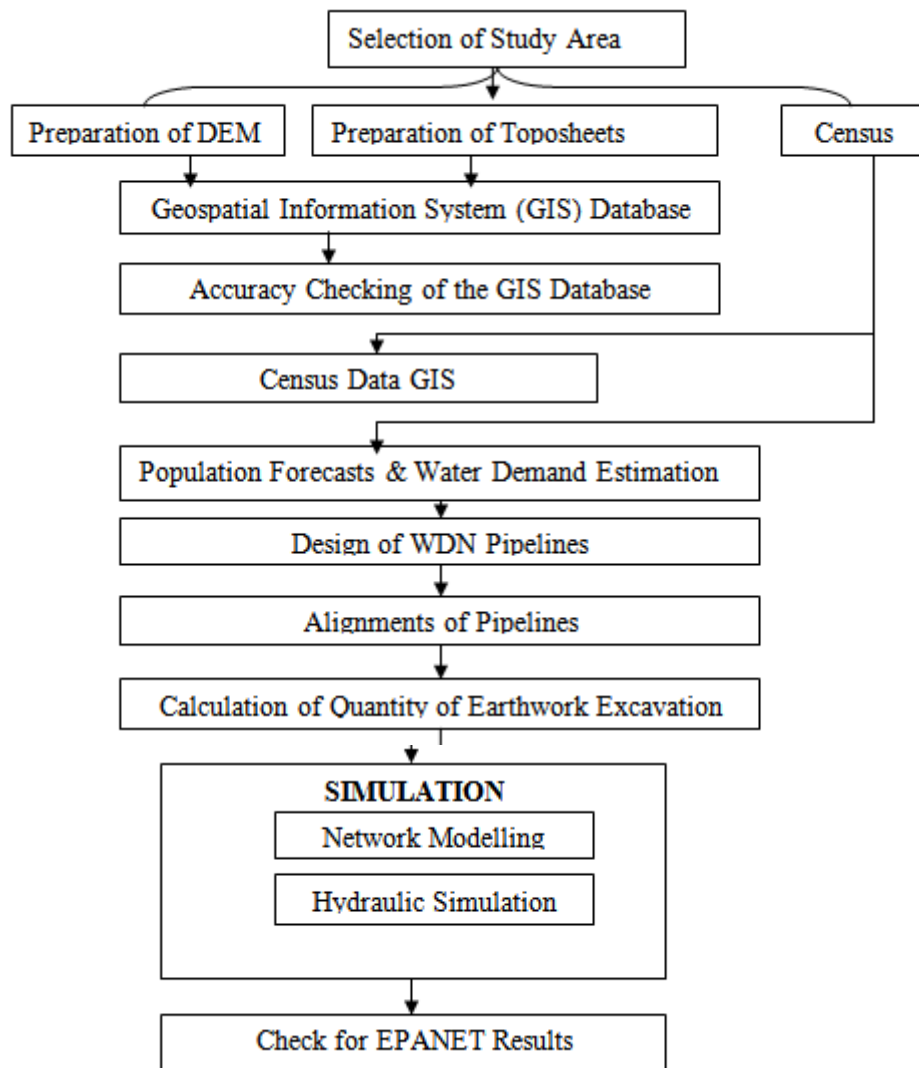 Selection of Study Area
Preparation of DEM
Preparation of Toposheets
Census
Geospatial Information System (GIS) Database
Accuracy Checking of the GIS Database
Census Data GIS
Population Forecasts & Water Demand Estimation
Design of WDN Pipelines
Alignments of Pipelines
Calculation of Quantity of Earthwork Excavation
SIMULATION
Network Modelling
Hydraulic Simulation
Check for EPANET Results